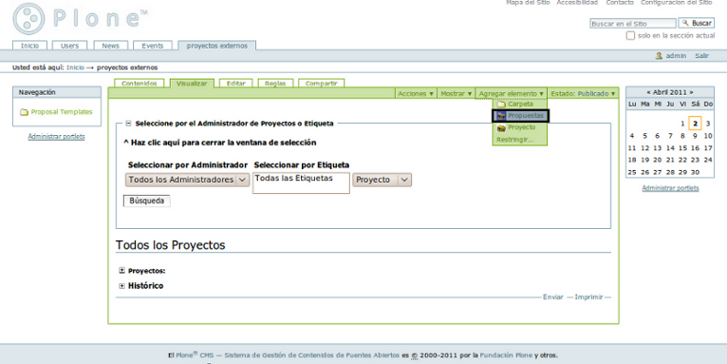 Mapa del Sitio Accesibilidad Contacto Configuracion del Sitio
Plone™
Buscar en el Sitio Buscar
solo en la sección actual
Inicio Users News Events proyectos externos
admin Salir
Usted está aquí: Inicio → proyectos externos
Contenidos Visualizar Editar Reglas Compartir
Navegación
Proposal Templates
Administrar portlets
Acciones ▼ Mostrar ▼ Agregar elemento ▼ Estado: Publicado ▼
Carpeta
Propuestas
Proyecto
Restringir...
Seleccione por el Administrador de Proyectos o Etiqueta
^ Haz clic aquí para cerrar la ventana de selección
Seleccionar por Administrador Seleccionar por Etiqueta
Todos los Administradores Todas las Etiquetas Proyecto
Búsqueda
Todos los Proyectos
Proyectos:
Histórico
Enviar — Imprimir —
« Abril 2011 »
Lu Ma Mi Ju Vi Sá Do
1 2 3
4 5 6 7 8 9 10
11 12 13 14 15 16 17
18 19 20 21 22 23 24
25 26 27 28 29 30
Administrar portlets
El Plone® CMS — Sistema de Gestión de Contenidos de Fuentes Abiertos es © 2000-2011 por la Fundación Plone y otros.